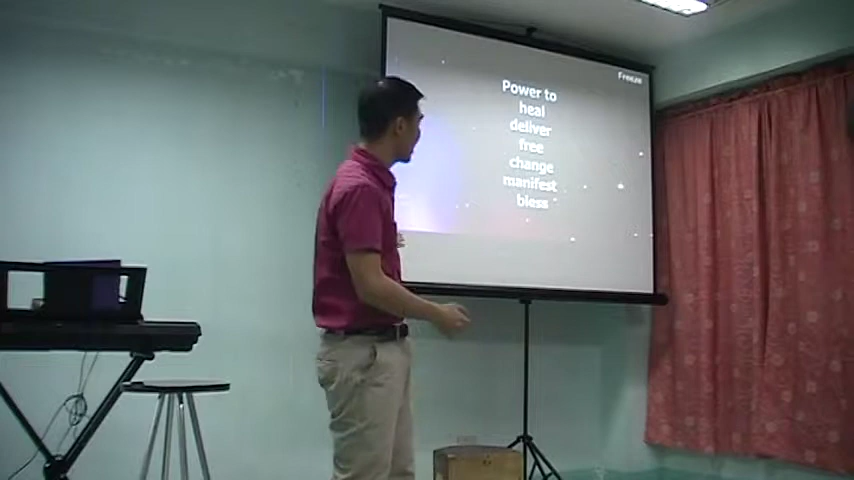 Freeze
Power to
heal
deliver
free
change
manifest
bless